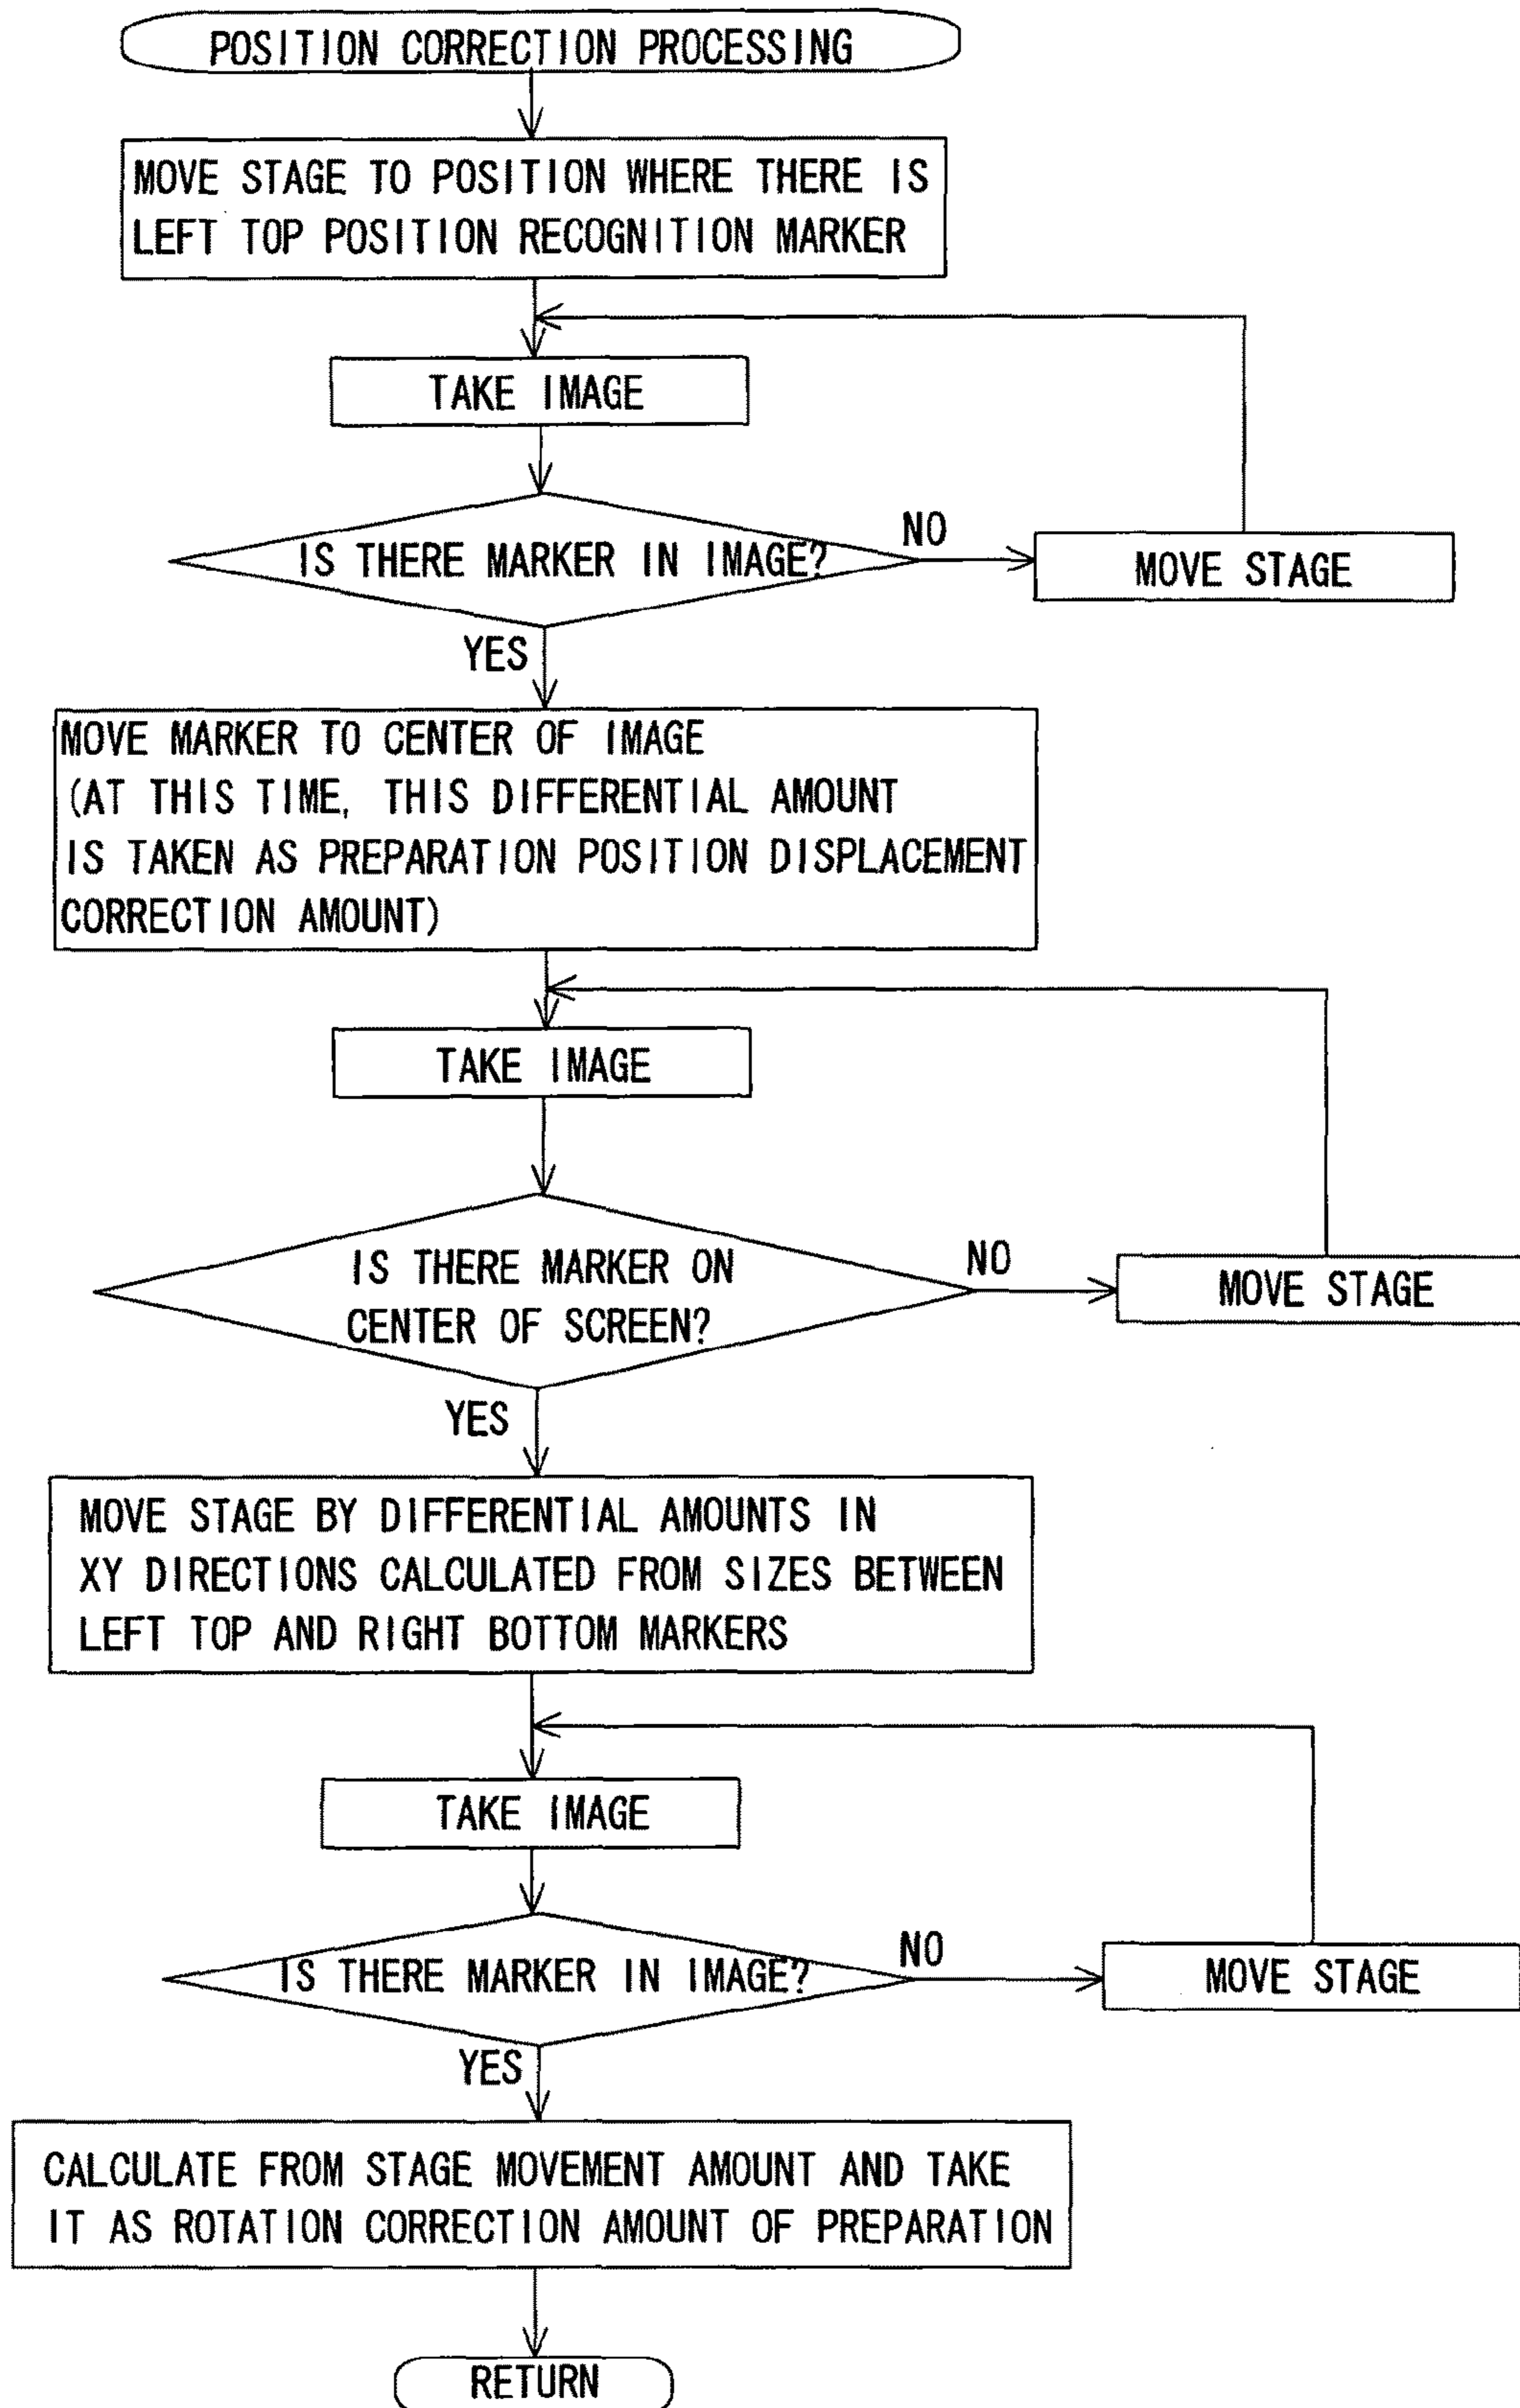 POSITION CORRECTION PROCESSING
MOVE STAGE TO POSITION WHERE THERE IS
LEFT TOP POSITION RECOGNITION MARKER
TAKE IMAGE
IS THERE MARKER IN IMAGE?
NO
MOVE STAGE
YES
MOVE MARKER TO CENTER OF IMAGE
(AT THIS TIME, THIS DIFFERENTIAL AMOUNT
IS TAKEN AS PREPARATION POSITION DISPLACEMENT
CORRECTION AMOUNT)
TAKE IMAGE
IS THERE MARKER ON
CENTER OF SCREEN?
NO
MOVE STAGE
YES
MOVE STAGE BY DIFFERENTIAL AMOUNTS IN
XY DIRECTIONS CALCULATED FROM SIZES BETWEEN
LEFT TOP AND RIGHT BOTTOM MARKERS
TAKE IMAGE
IS THERE MARKER IN IMAGE?
NO
MOVE STAGE
YES
CALCULATE FROM STAGE MOVEMENT AMOUNT AND TAKE
IT AS ROTATION CORRECTION AMOUNT OF PREPARATION
RETURN